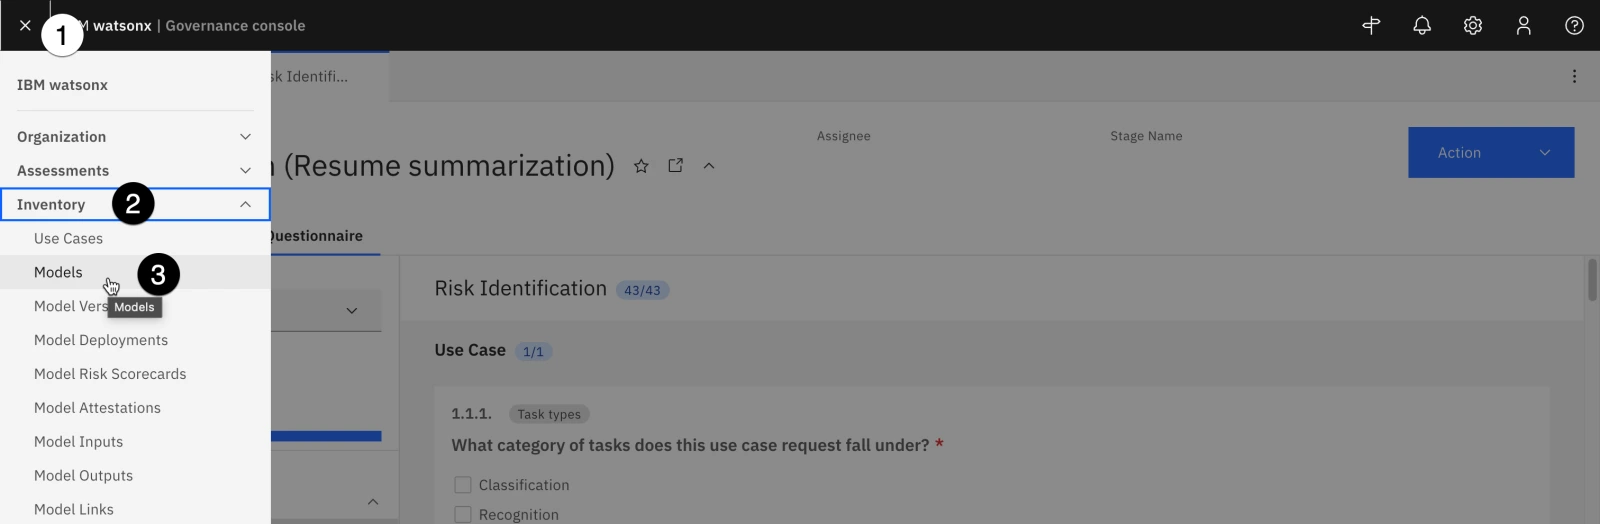 1
M watsonx | Governance console
IBM watsonx
sk Identifi...
Organization
Assessments
Inventory 2
Use Cases
Models 3
Model Vers
Models
Model Deployments
Model Risk Scorecards
Model Attestations
Model Inputs
Model Outputs
Model Links
Assignee
Stage Name
Action
(Resume summarization)
Questionnaire
Risk Identification 43/43
Use Case 1/1
1.1.1. Task types
What category of tasks does this use case request fall under? *
Classification
Recognition